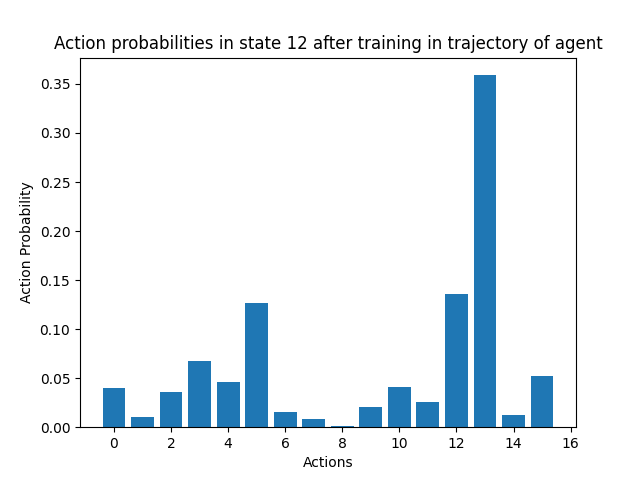 Action probabilities in state 12 after training in trajectory of agent
0.35
0.30
0.25
0.20
0.15
0.10
0.05
0.00
Action Probability
0 2 4 6 8 10 12 14 16
Actions